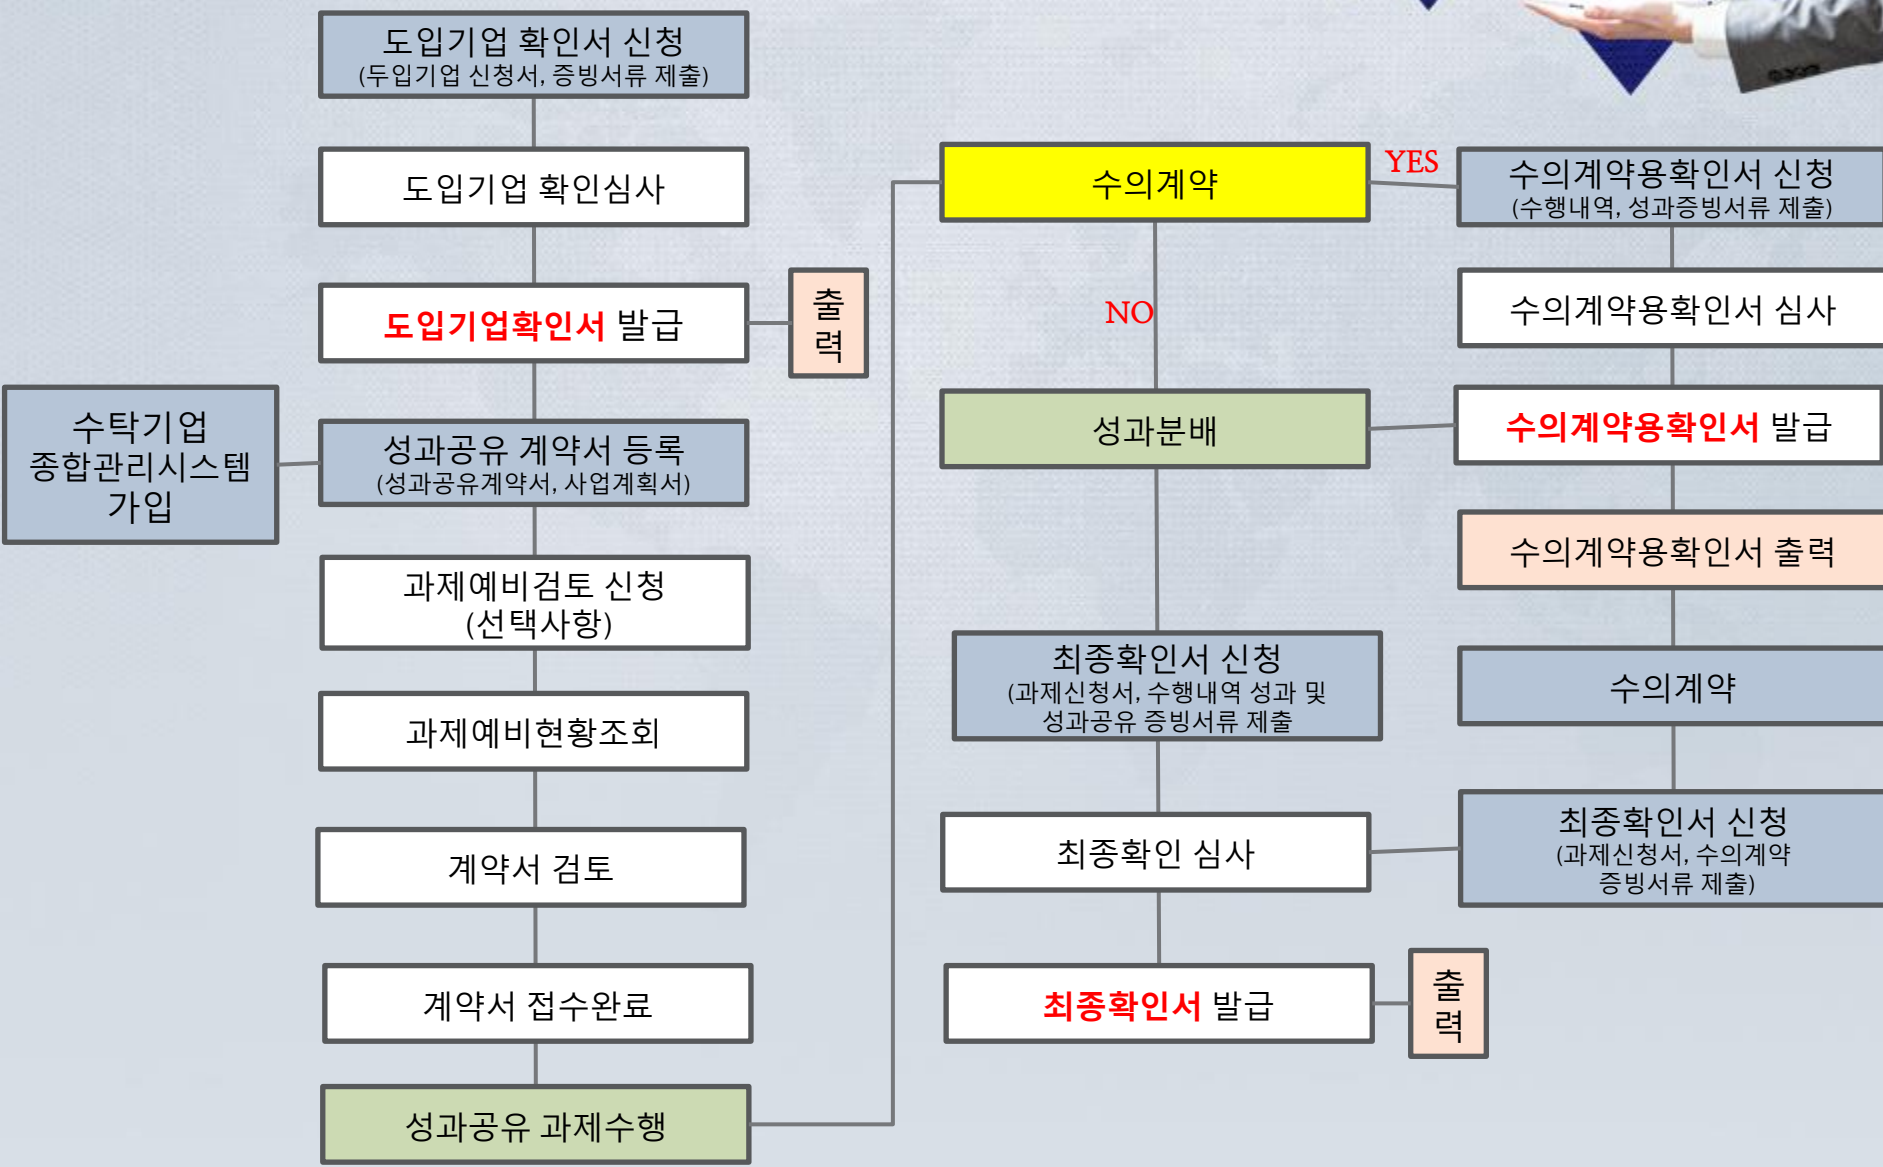 도입기업 확인서 신청
(두입기업 신청서, 증빙서류 제출)
도입기업 확인심사
도입기업확인서 발급
출
력
수탁기업
종합관리시스템
가입
성과공유 계약서 등록
(성과공유계약서, 사업계획서)
과제예비검토 신청
(선택사항)
과제예비현황조회
계약서 검토
계약서 접수완료
성과공유 과제수행
수의계약
YES
NO
성과분배
최종확인서 신청
(과제신청서, 수행내역 성과 및
성과공유 증빙서류 제출
최종확인 심사
최종확인서 발급
출
력
수의계약용확인서 신청
(수행내역, 성과증빙서류 제출)
수의계약용확인서 심사
수의계약용확인서 발급
수의계약용확인서 출력
수의계약
최종확인서 신청
(과제신청서, 수의계약
증빙서류 제출)